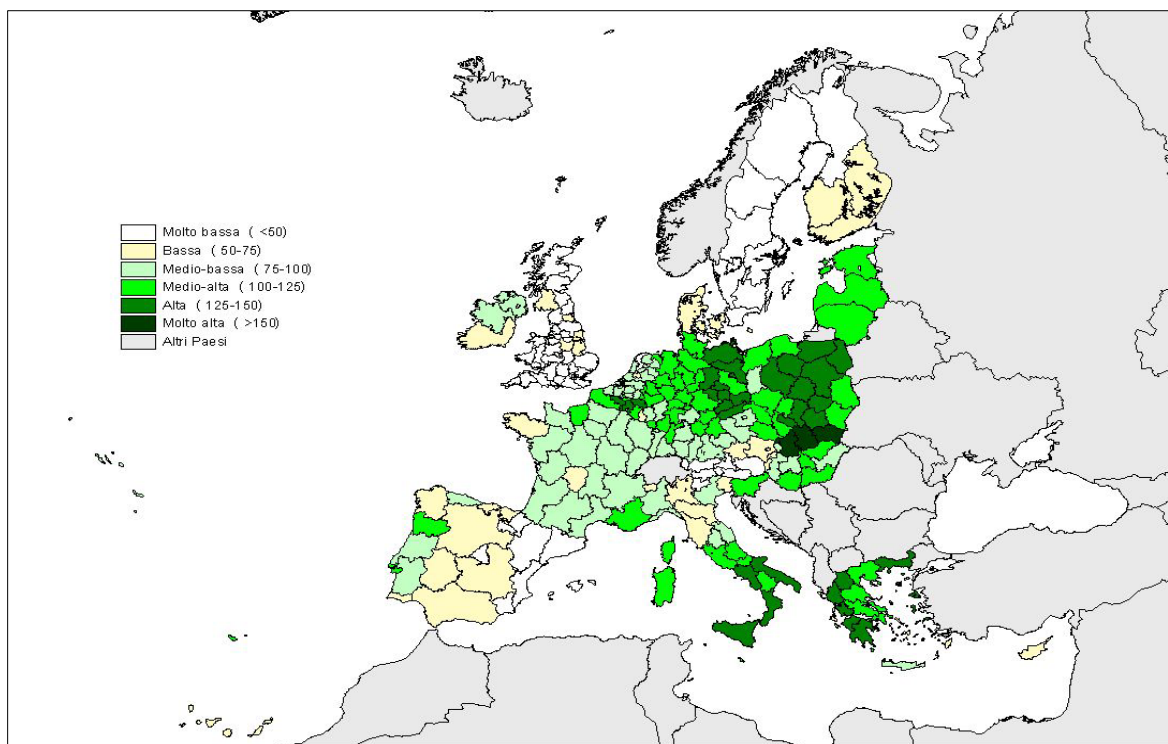 Molto bassa ( <50)
Bassa ( 50-75)
Medio-bassa ( 75-100)
Medio-alta ( 100-125)
Alta ( 125-150)
Molto alta ( >150)
Altri Paesi